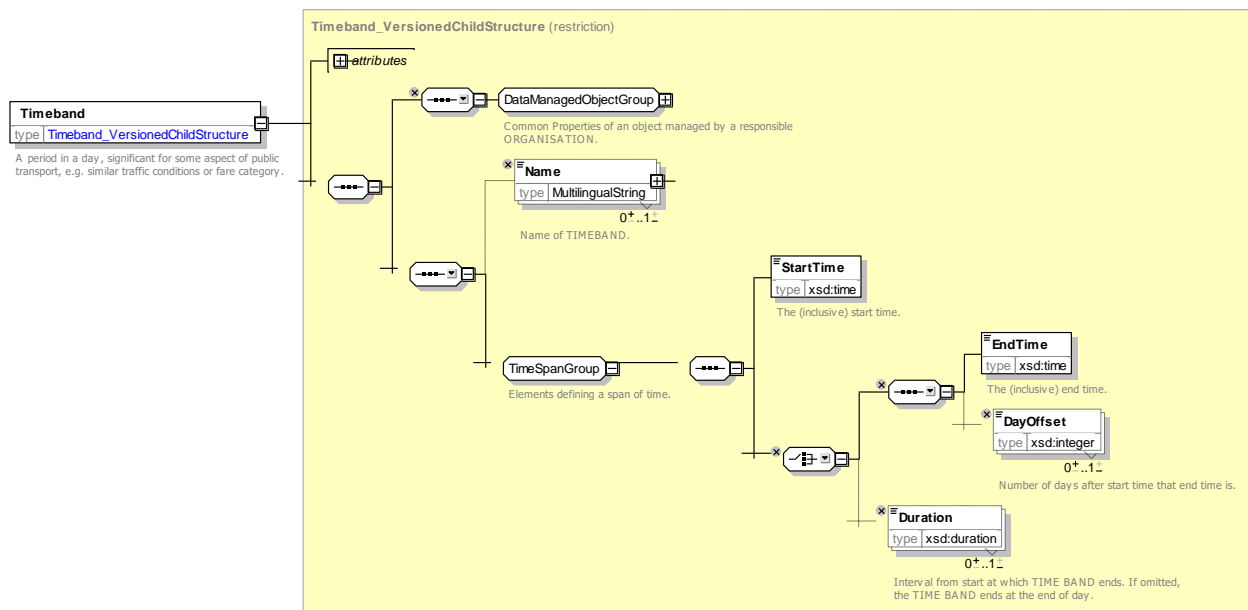 Timeband_VersionedChildStructure (restriction)
attributes
Timeband
type Timeband_VersionedChildStructure
A period in a day, significant for some aspect of public
transport, e.g. similar traffic conditions or fare category.
DataManagedObjectGroup
Common Properties of an object managed by a responsible
ORGANISATION.
Name
type MultilingualString
0..1
Name of TIMEBAND.
StartTime
type xsd:time
The (inclusive) start time.
TimeSpanGroup
Elements defining a span of time.
EndTime
type xsd:time
The (inclusive) end time.
DayOffset
type xsd:integer
0..1
Number of days after start time that end time is.
Duration
type xsd:duration
0..1
Interval from start at which TIME BAND ends. If omitted,
the TIME BAND ends at the end of day.